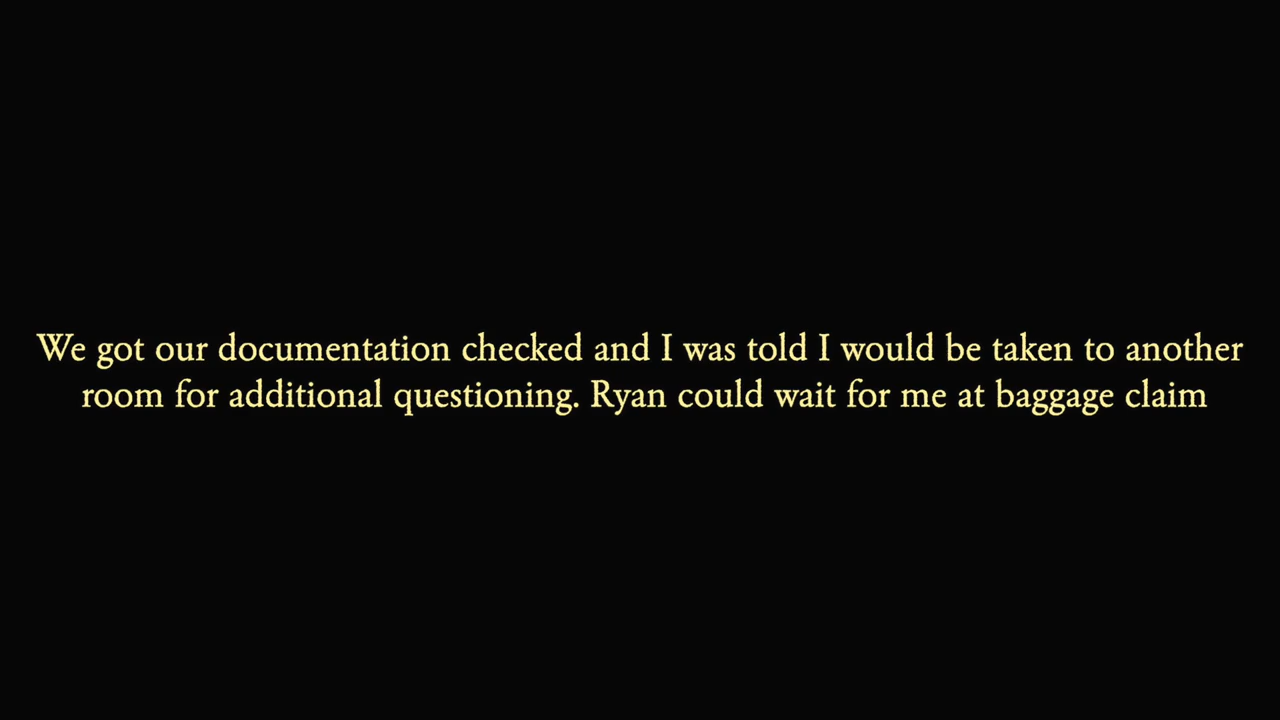 We got our documentation checked and I was told I would be taken to another
room for additional questioning. Ryan could wait for me at baggage claim